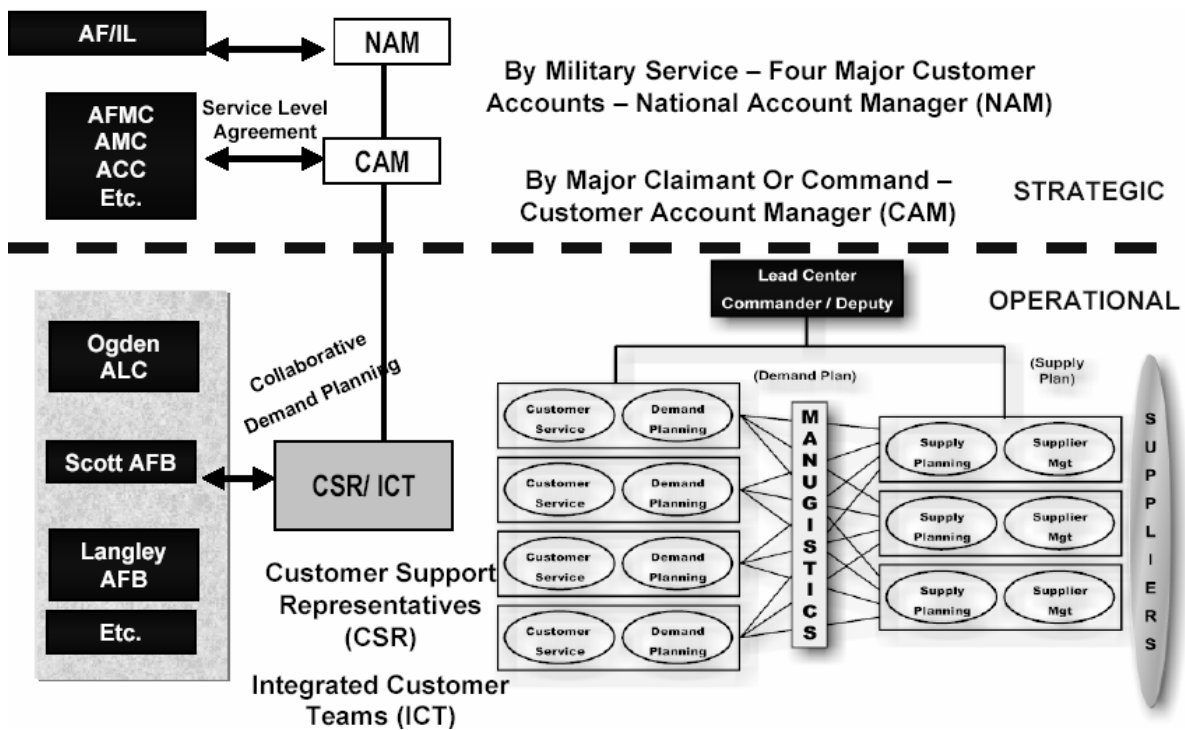 AF/IL
NAM
By Military Service – Four Major Customer
Accounts – National Account Manager (NAM)
AFMC
AMC
ACC
Etc.
Service Level
Agreement
CAM
By Major Claimant Or Command –
Customer Account Manager (CAM)
STRATEGIC
Lead Center
Commander / Deputy
OPERATIONAL
Ogden
ALC
Scott AFB
Langley
AFB
Etc.
Collaborative
Demand Planning
CSR/ ICT
Customer Support
Representatives
(CSR)
Integrated Customer
Teams (ICT)
(Demand Plan)
(Supply
Plan)
Customer
Service
Demand
Planning
Customer
Service
Demand
Planning
Customer
Service
Demand
Planning
Customer
Service
Demand
Planning
MANUGISTICS
Supply
Planning
Supplier
Mgt
Supply
Planning
Supplier
Mgt
Supply
Planning
Supplier
Mgt
SUPPLIERS